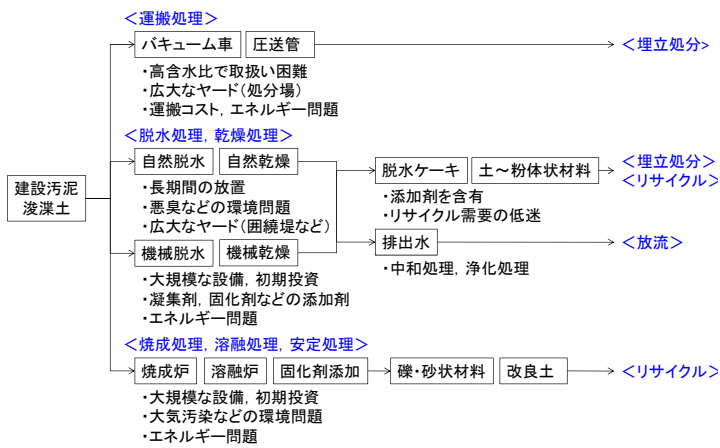 <運搬処理>
バキューム車 圧送管
<埋立処分>
・高含水比で取扱い困難
・広大なヤード(処分場)
・運搬コスト, エネルギー問題
<脱水処理, 乾燥処理>
自然脱水 自然乾燥
・長期間の放置
・悪臭などの環境問題
・広大なヤード(囲繞堤など)
機械脱水 機械乾燥
・大規模な設備, 初期投資
・凝集剤, 固化剤などの添加剤
・エネルギー問題
建設汚泥
浚渫土
脱水ケーキ 土～粉体状材料
・添加剤を含有
・リサイクル需要の低迷
<埋立処分>
<リサイクル>
排出水
<放流>
・中和処理, 浄化処理
<焼成処理, 溶融処理, 安定処理>
焼成炉 溶融炉 固化剤添加 礫・砂状材料 改良土
<リサイクル>
・大規模な設備, 初期投資
・大気汚染などの環境問題
・エネルギー問題